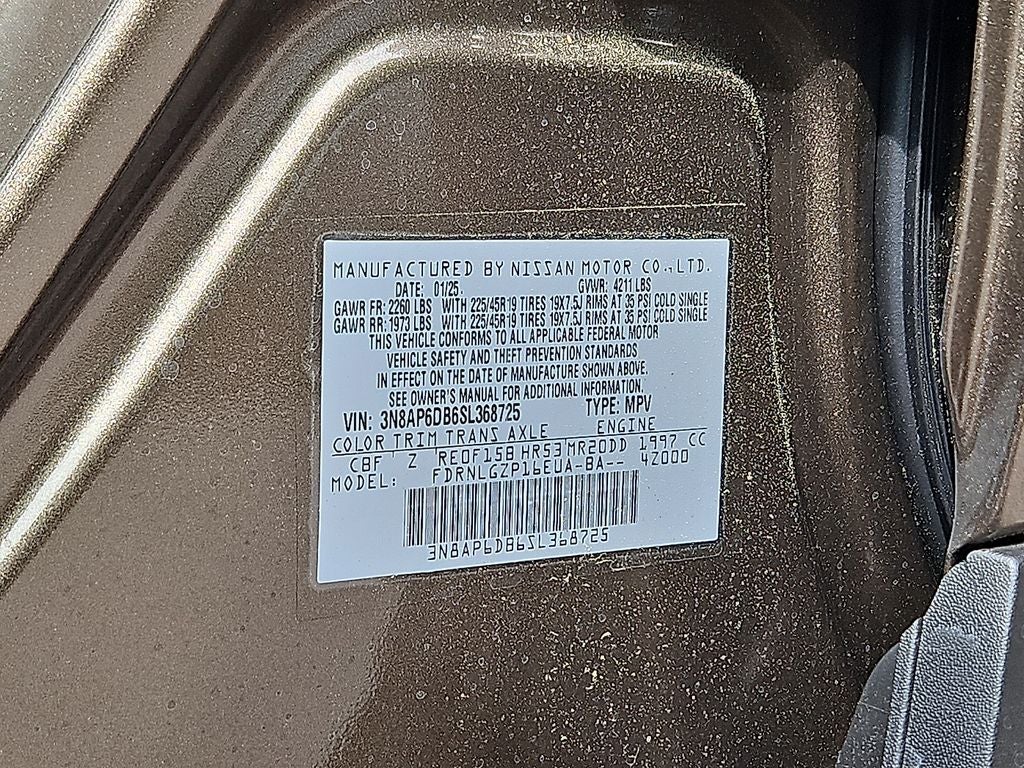 MANUFACTURED BY NISSAN MOTOR CO.,LTD.
DATE: 01/25. GVWR: 4211 LBS
GAWR FR: 2260 LBS WITH 225/45R19 TIRES 19X7.5J RIMS AT 35 PSI COLD SINGLE
GAWR RR: 1973 LBS WITH 225/45R19 TIRES 19X7.5J RIMS AT 35 PSI COLD SINGLE
THIS VEHICLE CONFORMS TO ALL APPLICABLE FEDERAL MOTOR
VEHICLE SAFETY AND THEFT PREVENTION STANDARDS
IN EFFECT ON THE DATE OF MANUFACTURE SHOWN ABOVE.
SEE OWNER'S MANUAL FOR ADDITIONAL INFORMATION.
VIN: 3N8AP6DB6SL368725 TYPE: MPV
COLOR TRIM TRANS AXLE ENGINE
CBF Z RE0F15B HR53 MR20DD 1997 CC
MODEL: FDRNLGZP16EUA-BA-- 4Z000
3N8AP6DB6SL368725